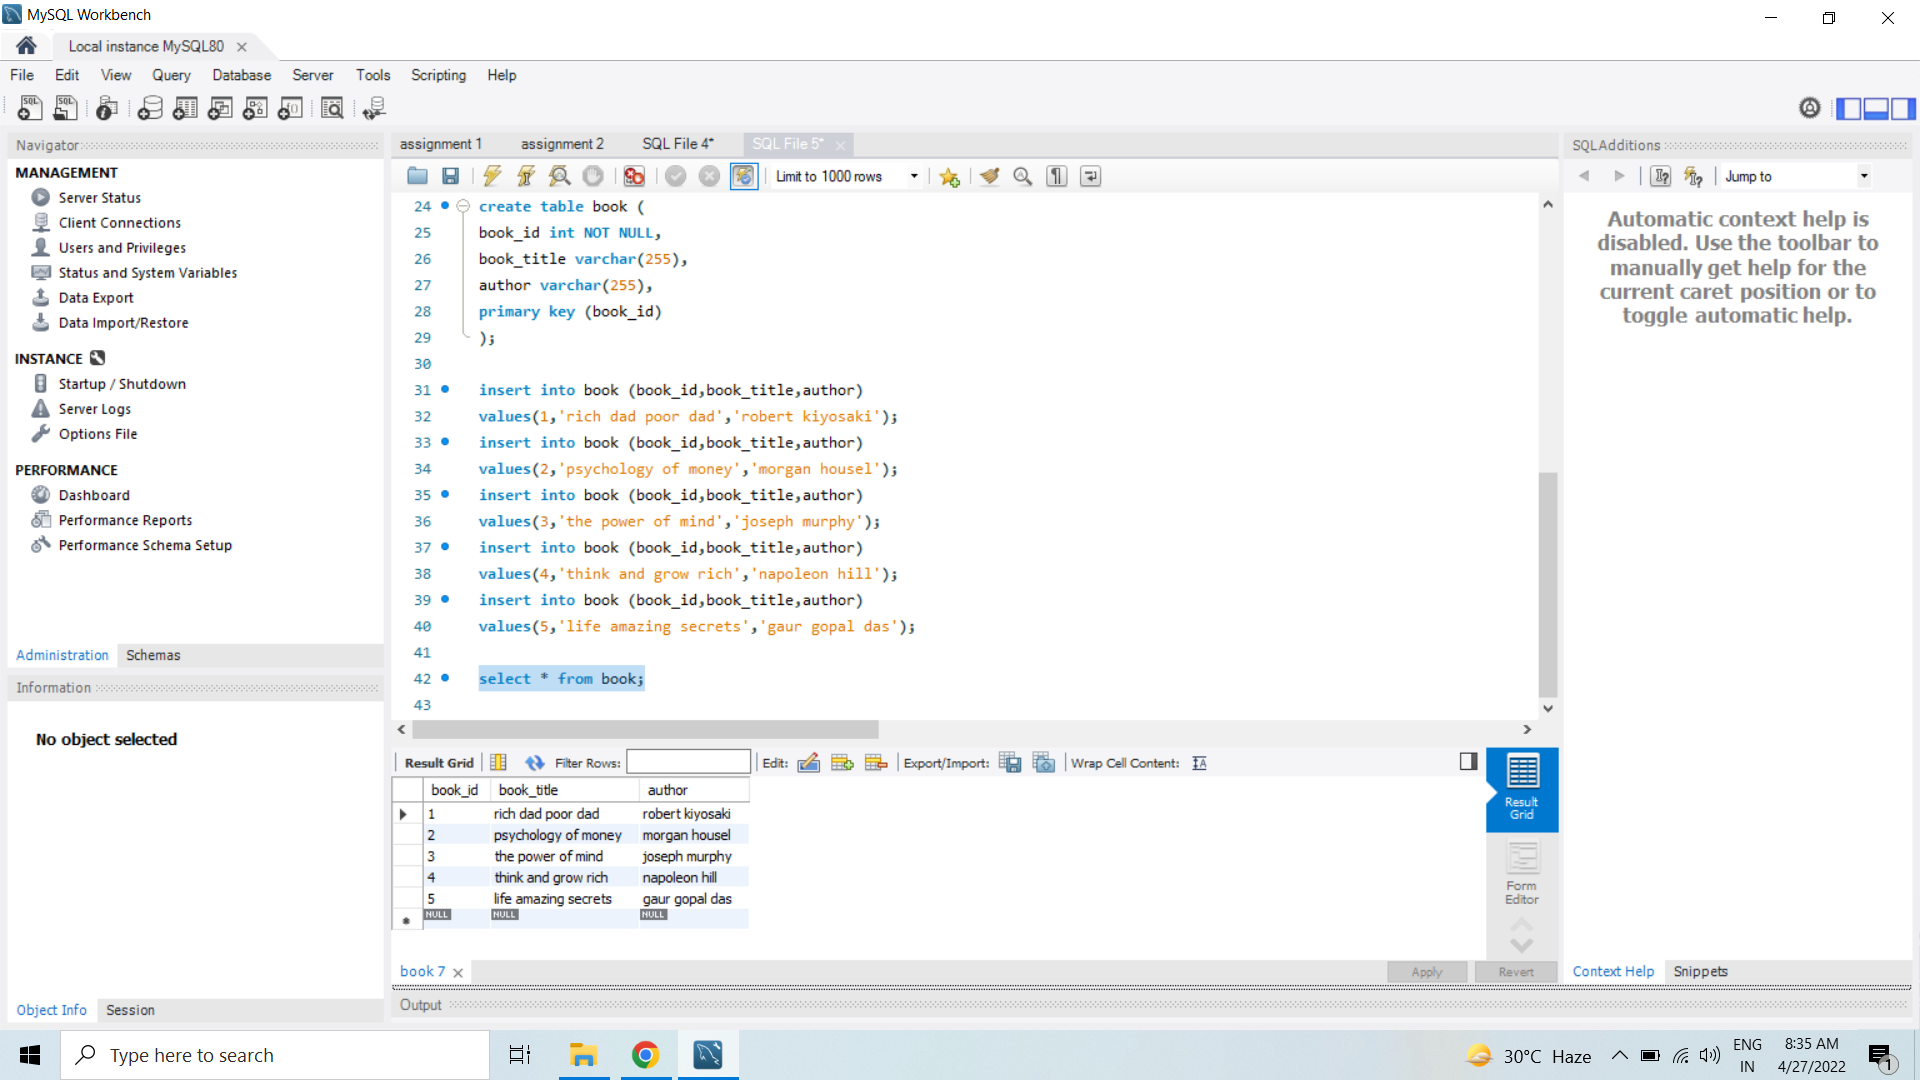 MySQL Workbench
Local instance MySQL80
File Edit View Query Database Server Tools Scripting Help
Navigator
MANAGEMENT
Server Status
Client Connections
Users and Privileges
Status and System Variables
Data Export
Data Import/Restore
INSTANCE
Startup / Shutdown
Server Logs
Options File
PERFORMANCE
Dashboard
Performance Reports
Performance Schema Setup
Administration Schemas
Information
No object selected
Object Info Session
assignment 1 assignment 2 SQL File 4* SQL File 5*
Limit to 1000 rows
24 create table book (
25 book_id int NOT NULL,
26 book_title varchar(255),
27 author varchar(255),
28 primary key (book_id)
29 );
30
31 insert into book (book_id,book_title,author)
32 values(1,'rich dad poor dad','robert kiyosaki');
33 insert into book (book_id,book_title,author)
34 values(2,'psychology of money','morgan housel');
35 insert into book (book_id,book_title,author)
36 values(3,'the power of mind','joseph murphy');
37 insert into book (book_id,book_title,author)
38 values(4,'think and grow rich','napoleon hill');
39 insert into book (book_id,book_title,author)
40 values(5,'life amazing secrets','gaur gopal das');
41
42 select * from book;
43
Result Grid Filter Rows: Edit: Export/Import: Wrap Cell Content:
book_id book_title author
1 rich dad poor dad robert kiyosaki
2 psychology of money morgan housel
3 the power of mind joseph murphy
4 think and grow rich napoleon hill
5 life amazing secrets gaur gopal das
NULL NULL NULL
Result
Grid
Form
Editor
book 7 Apply Revert
Output
SQLAdditions
Jump to
Automatic context help is
disabled. Use the toolbar to
manually get help for the
current caret position or to
toggle automatic help.
Context Help Snippets
Type here to search
30°C Haze
ENG
IN
8:35 AM
4/27/2022
1